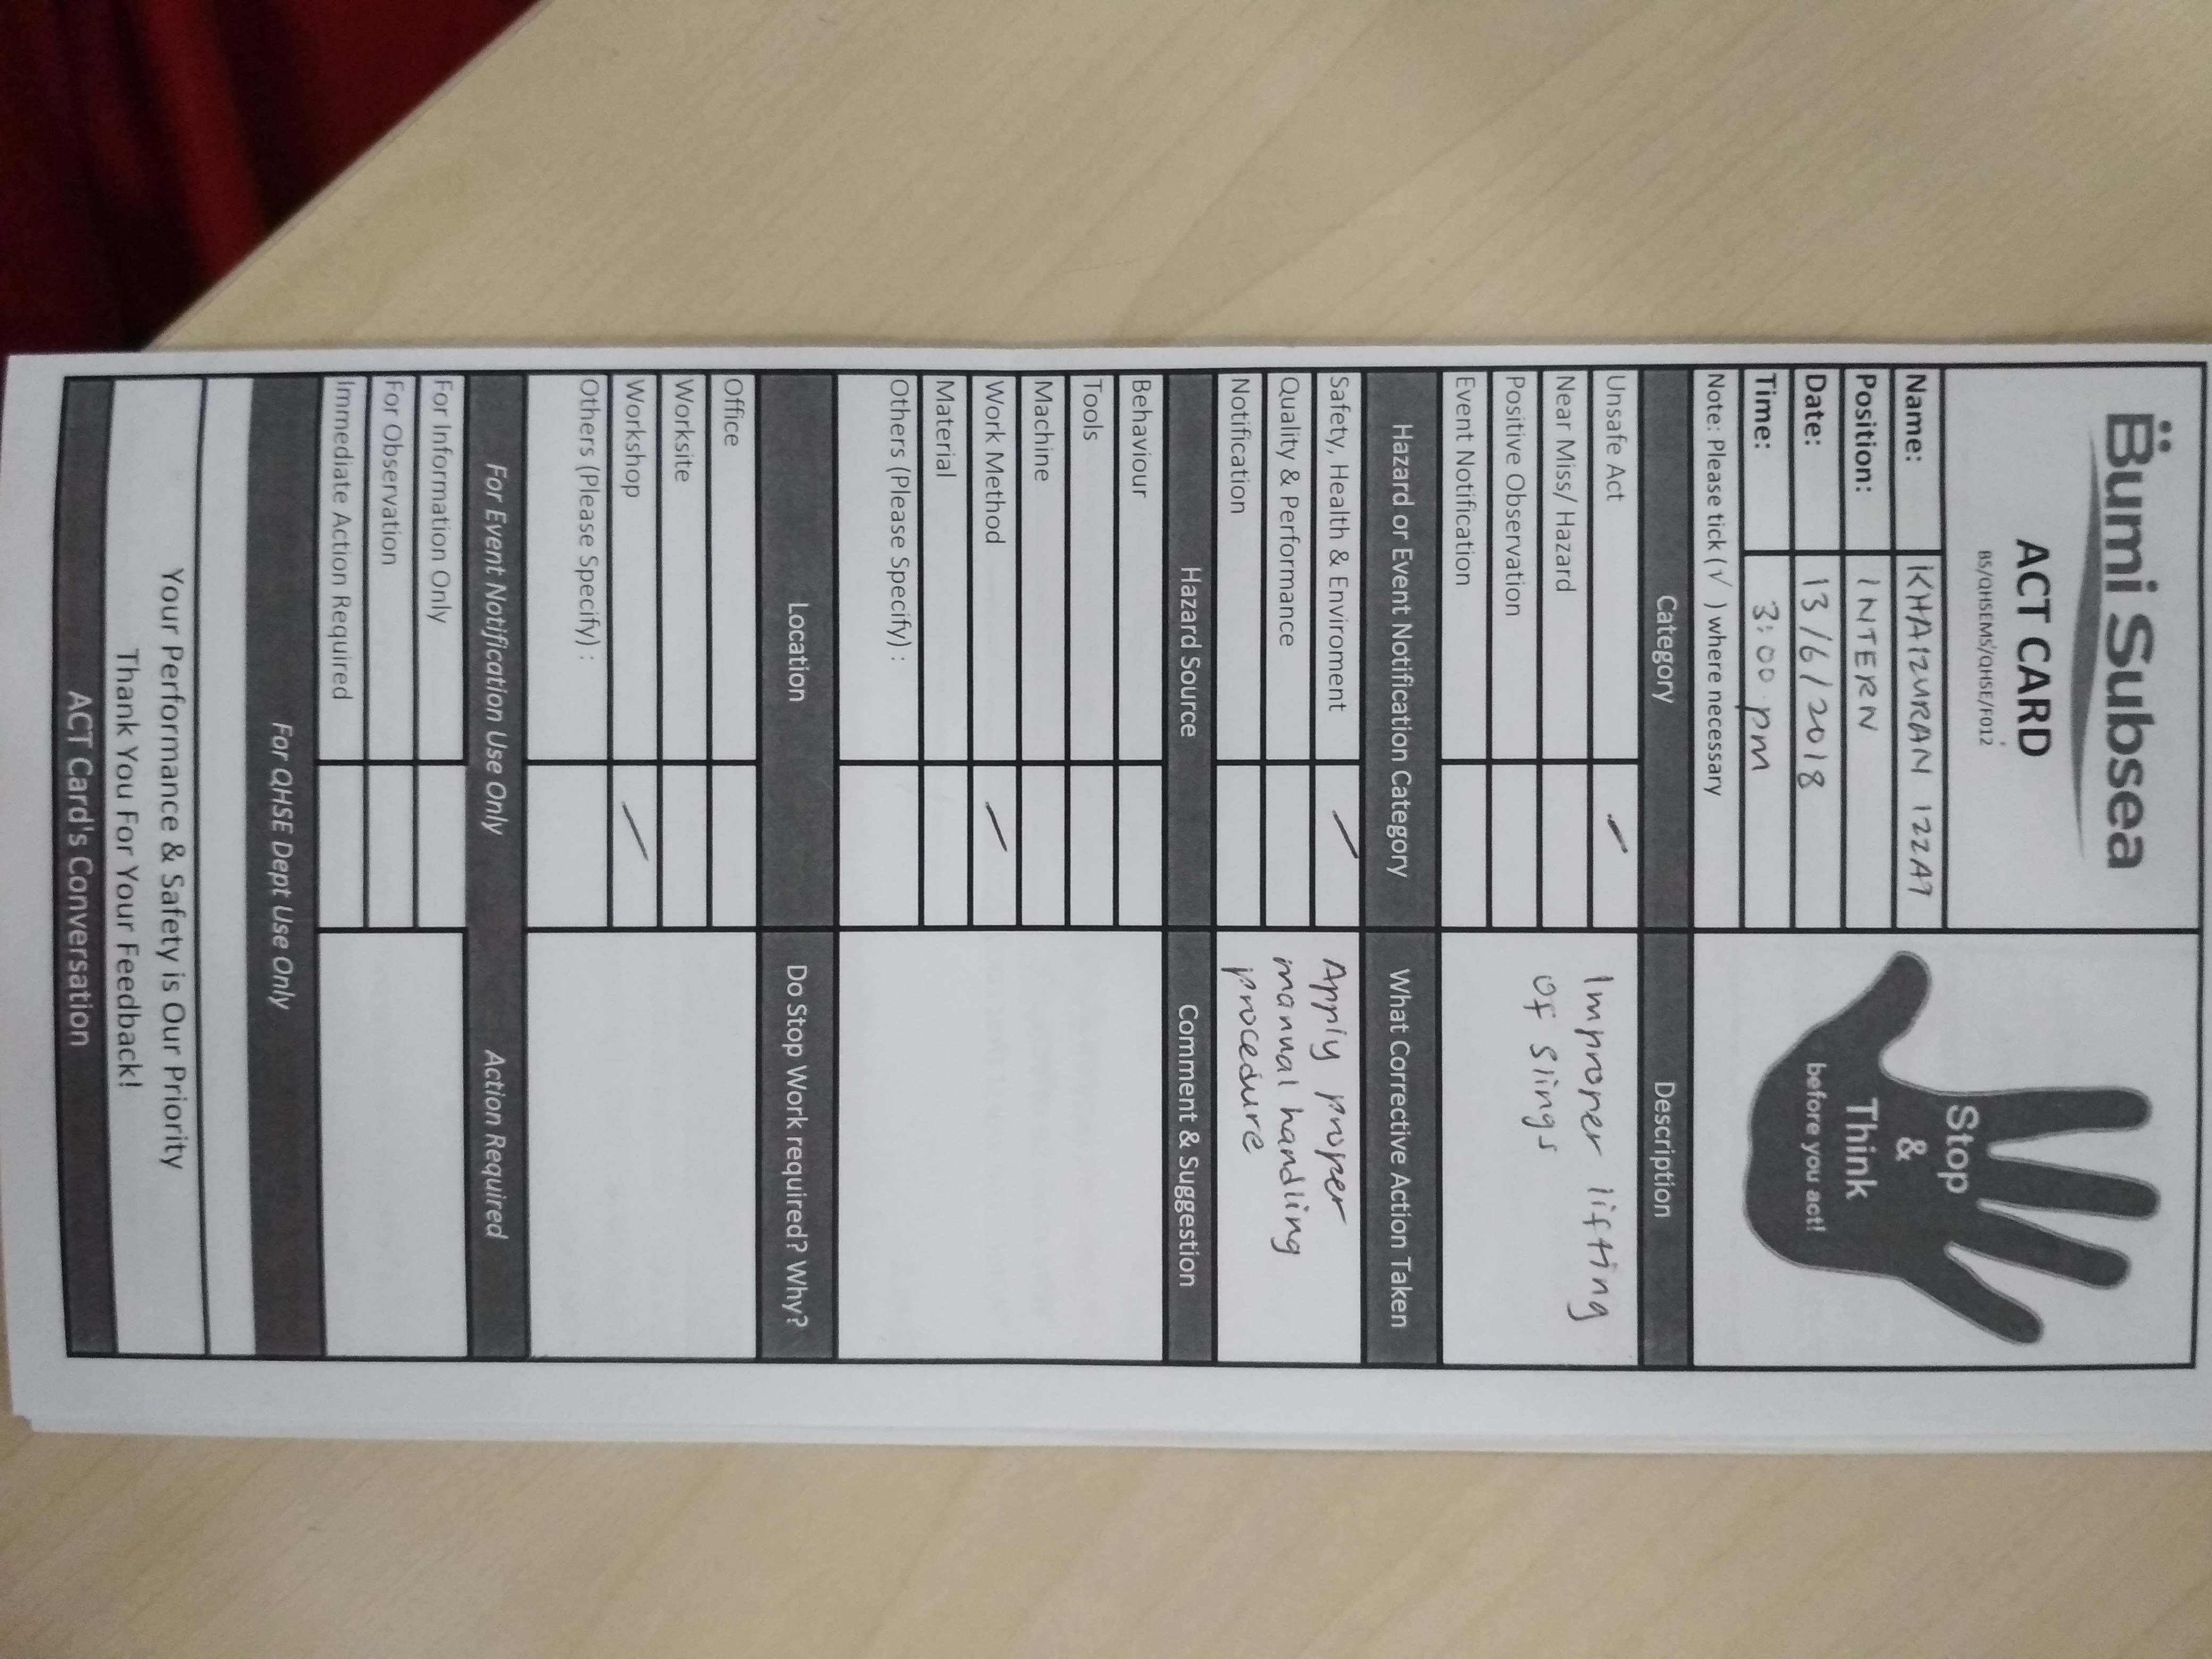 Bumi Subsea
ACT CARD
BS/QHSEMS/QHSE/F012
Name: KHAIZURAN IZZAT
Position: INTERN
Date: 13/6/2018
Time: 3:00 pm
Note: Please tick (√ ) where necessary
Stop
&
Think
before you act!
Category
Description
Unsafe Act /
Near Miss/ Hazard
Positive Observation
Event Notification
Improper lifting
of slings
Hazard or Event Notification Category
What Corrective Action Taken
Safety, Health & Enviroment /
Quality & Performance
Notification
Apply proper
manual handling
procedure
Hazard Source
Comment & Suggestion
Behaviour
Tools
Machine
Work Method /
Material
Others (Please Specify) :
Location
Do Stop Work required? Why?
Office
Worksite
Workshop /
Others (Please Specify) :
For Event Notification Use Only
Action Required
For Information Only
For Observation
Immediate Action Required
For QHSE Dept Use Only
Your Performance & Safety is Our Priority
Thank You For Your Feedback!
ACT Card's Conversation